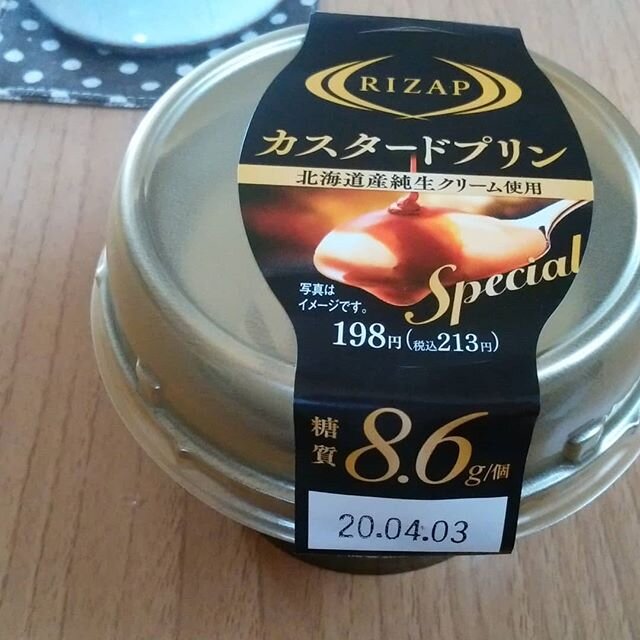 RIZAP
カスタードプリン
北海道産純生クリーム使用
Special
写真は
イメージです。
198円(税込213円)
糖質 8.6g/個
20.04.03